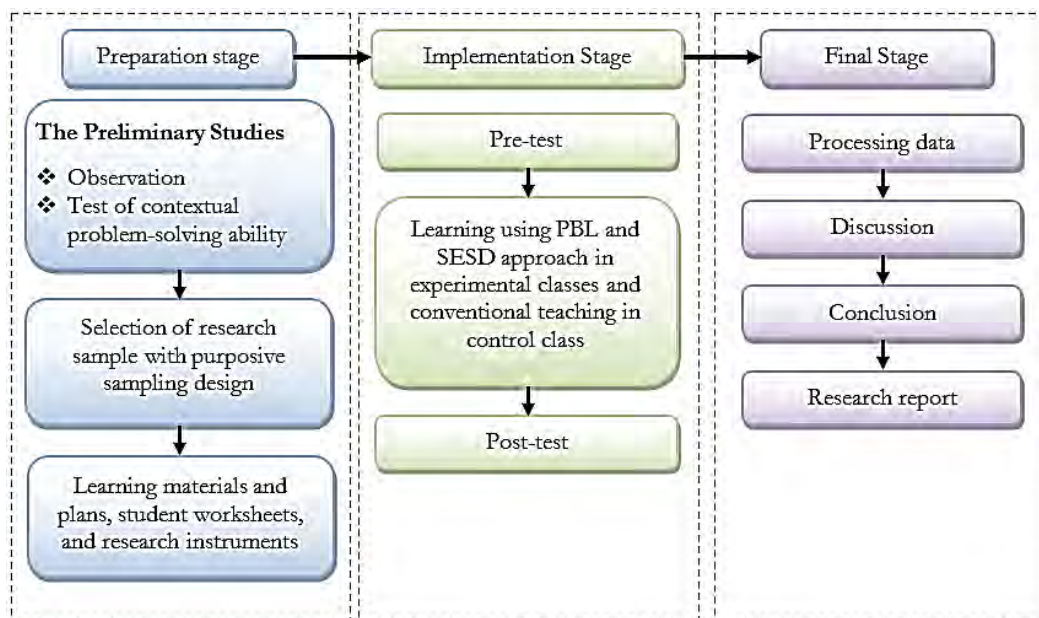 Preparation stage
The Preliminary Studies
❖ Observation
❖ Test of contextual
problem-solving ability
Selection of research
sample with purposive
sampling design
Learning materials and
plans, student worksheets,
and research instruments
Implementation Stage
Pre-test
Learning using PBL and
SESD approach in
experimental classes and
conventional teaching in
control class
Post-test
Final Stage
Processing data
Discussion
Conclusion
Research report